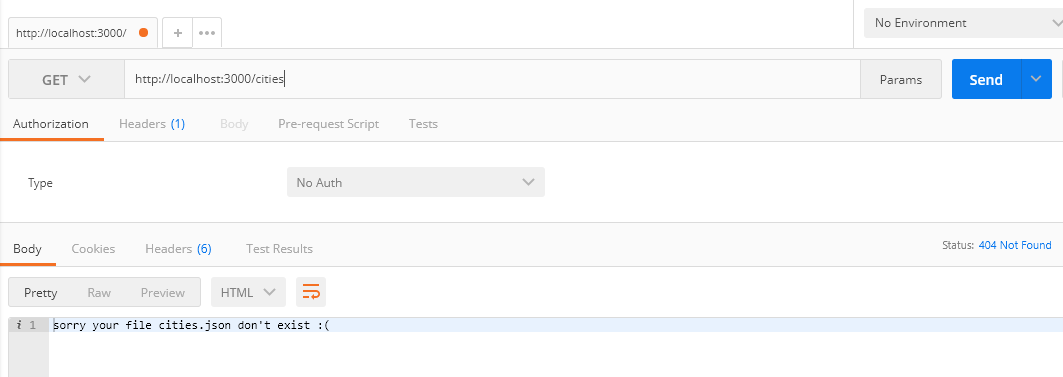 http://localhost:3000/ + ••• No Environment
GET http://localhost:3000/cities Params Send
Authorization Headers (1) Body Pre-request Script Tests
Type No Auth
Body Cookies Headers (6) Test Results Status: 404 Not Found
Pretty Raw Preview HTML
i 1 sorry your file cities.json don't exist :(